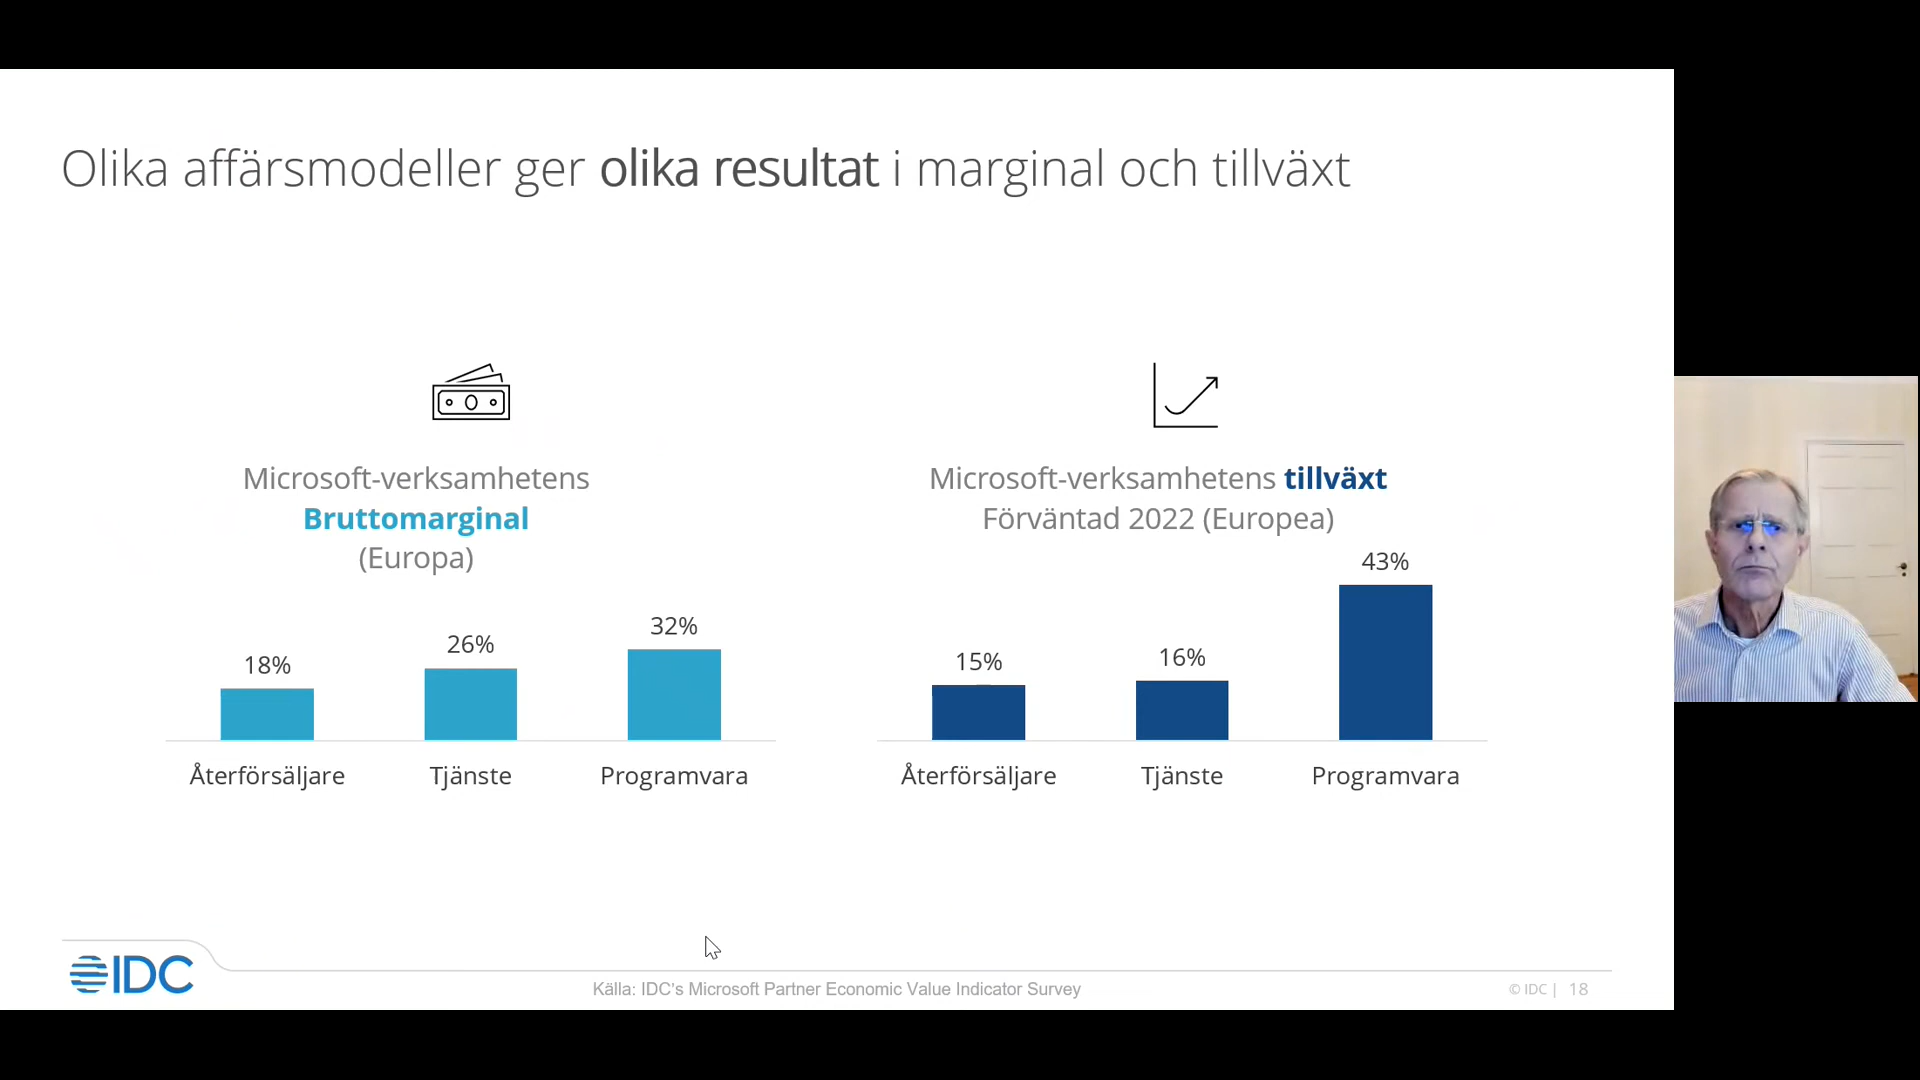 Olika affärsmodeller ger olika resultat i marginal och tillväxt
Microsoft-verksamhetens
Bruttomarginal
(Europa)
18%
26%
32%
Återförsäljare
Tjänste
Programvara
Microsoft-verksamhetens tillväxt
Förväntad 2022 (Europea)
15%
16%
43%
Återförsäljare
Tjänste
Programvara
IDC
Källa: IDC's Microsoft Partner Economic Value Indicator Survey
© IDC | 18